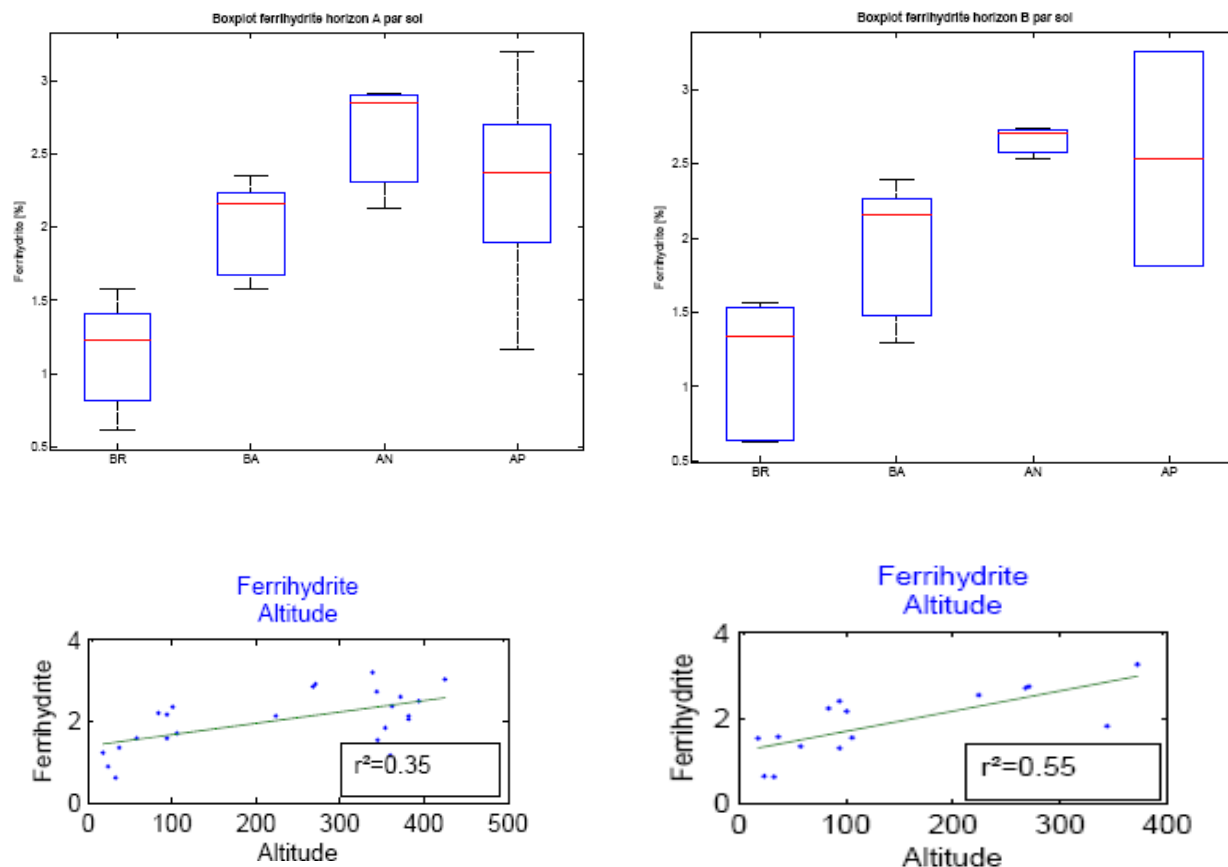 Boxplot ferrihydrite horizon A par sol
Ferrihydrite [%]
3
2.5
2
1.5
1
0.5
BR BA AN AP
Boxplot ferrihydrite horizon B par sol
Ferrihydrite [%]
3
2.5
2
1.5
1
0.5
BR BA AN AP
Ferrihydrite
Altitude
Ferrihydrite
4
2
0
r²=0.35
0 100 200 300 400 500
Altitude
Ferrihydrite
Altitude
Ferrihydrite
4
2
0
r²=0.55
0 100 200 300 400
Altitude